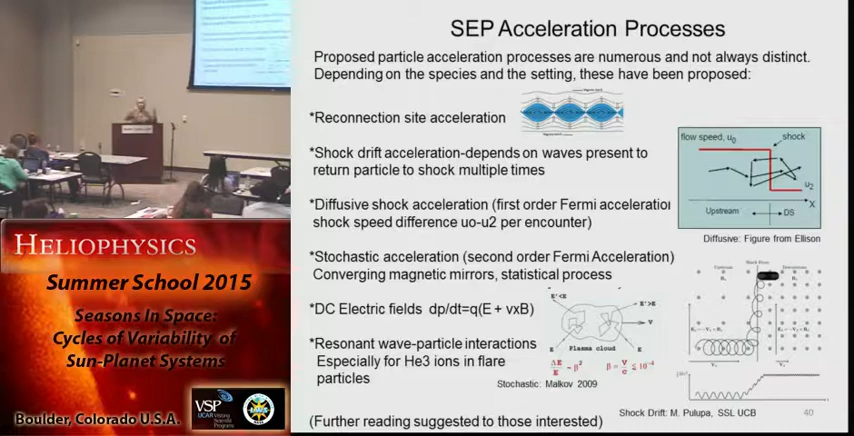 SEP Acceleration Processes
Proposed particle acceleration processes are numerous and not always distinct.
Depending on the species and the setting, these have been proposed:
*Reconnection site acceleration
*Shock drift acceleration-depends on waves present to
return particle to shock multiple times
*Diffusive shock acceleration (first order Fermi acceleration
shock speed difference uo-u2 per encounter)
*Stochastic acceleration (second order Fermi Acceleration)
Converging magnetic mirrors, statistical process
*DC Electric fields dp/dt=q(E + vxB)
*Resonant wave-particle interactions
Especially for He3 ions in flare
particles
(Further reading suggested to those interested)
flow speed, u0
shock
u2
X
Upstream
DS
Diffusive: Figure from Ellison
E'<E
E'>E
V
E
Plasma cloud
E
ΔE/E ~ β²
β = V/c ≲ 10⁻⁴
Stochastic: Malkov 2009
Shock Drift: M. Pulupa, SSL UCB
40
HELIOPHYSICS
Summer School 2015
Seasons In Space:
Cycles of Variability of
Sun-Planet Systems
Boulder, Colorado U.S.A.
VSP
UCAR Visiting
Scientist
Programs